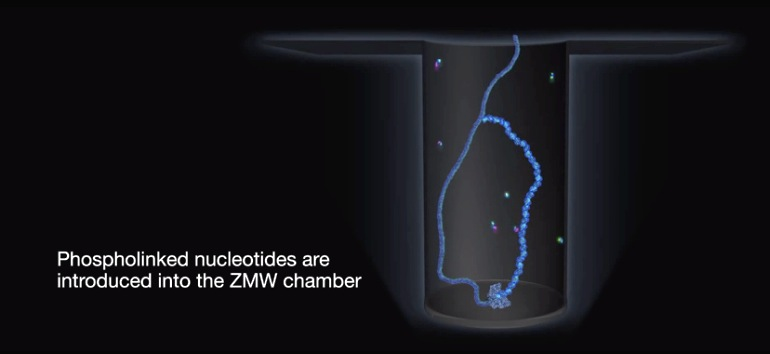 Phospholinked nucleotides are
introduced into the ZMW chamber